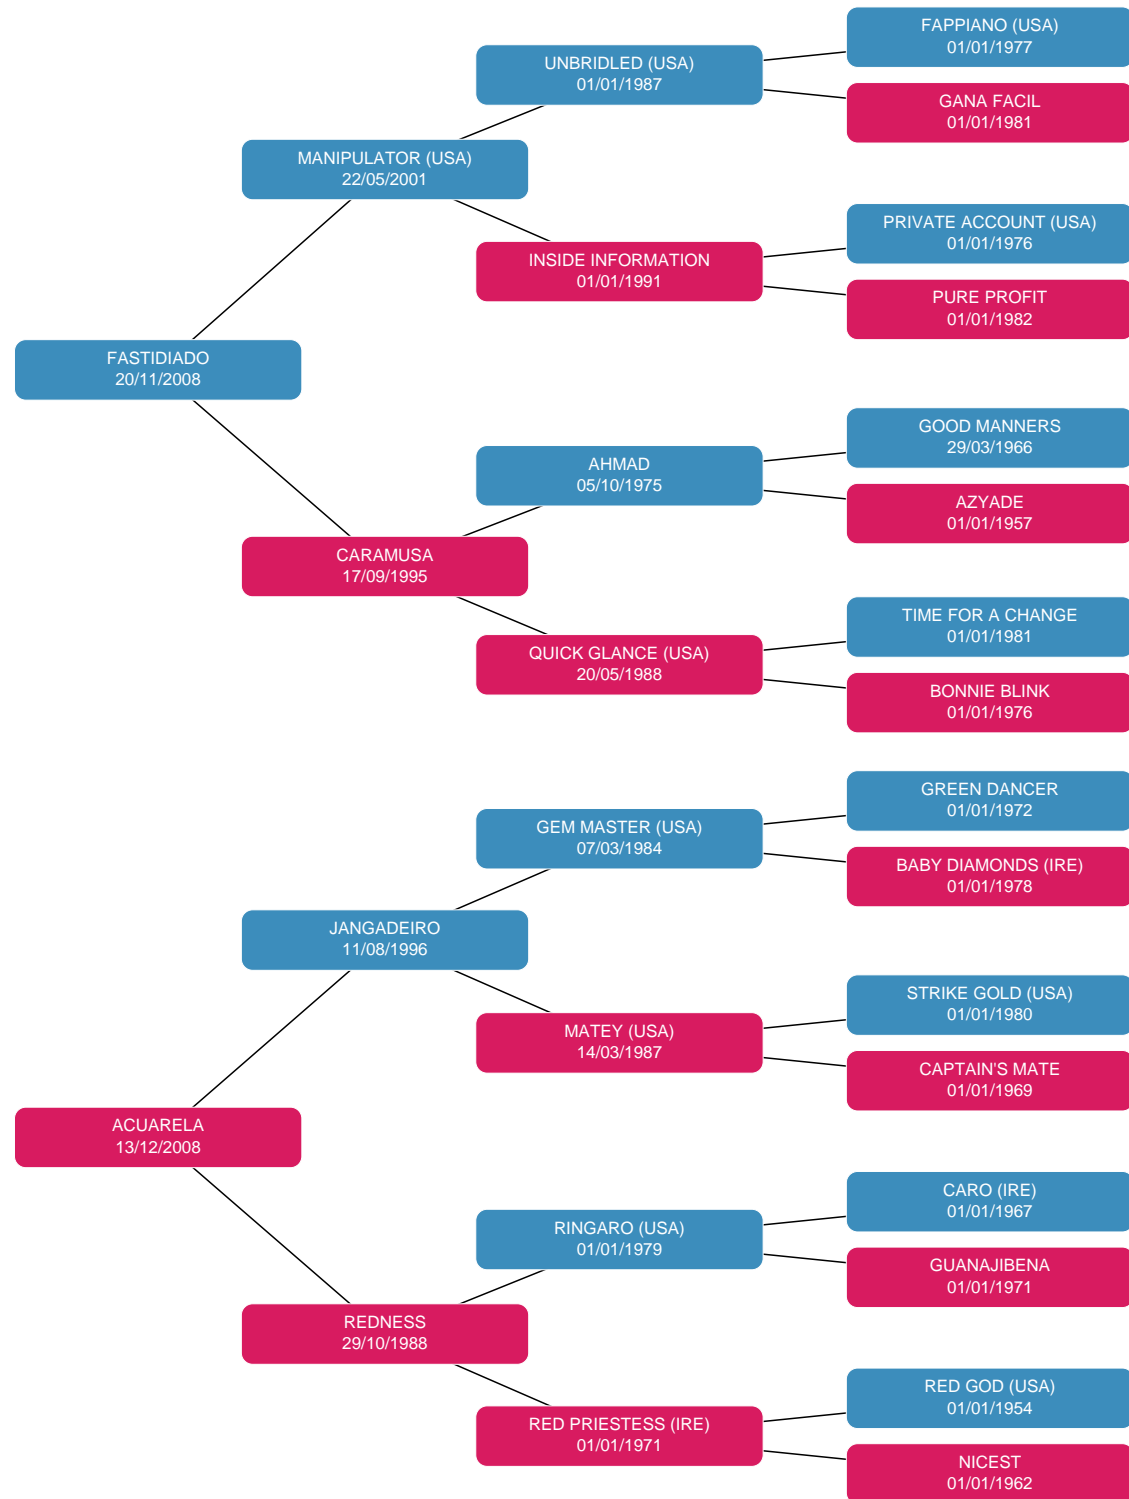 FAPPIANO (USA)
01/01/1977
UNBRIDLED (USA)
01/01/1987
GANA FACIL
01/01/1981
MANIPULATOR (USA)
22/05/2001
PRIVATE ACCOUNT (USA)
01/01/1976
INSIDE INFORMATION
01/01/1991
PURE PROFIT
01/01/1982
FASTIDIADO
20/11/2008
GOOD MANNERS
29/03/1966
AHMAD
05/10/1975
AZYADE
01/01/1957
CARAMUSA
17/09/1995
TIME FOR A CHANGE
01/01/1981
QUICK GLANCE (USA)
20/05/1988
BONNIE BLINK
01/01/1976
GREEN DANCER
01/01/1972
GEM MASTER (USA)
07/03/1984
BABY DIAMONDS (IRE)
01/01/1978
JANGADEIRO
11/08/1996
STRIKE GOLD (USA)
01/01/1980
MATEY (USA)
14/03/1987
CAPTAIN'S MATE
01/01/1969
ACUARELA
13/12/2008
CARO (IRE)
01/01/1967
RINGARO (USA)
01/01/1979
GUANAJIBENA
01/01/1971
REDNESS
29/10/1988
RED GOD (USA)
01/01/1954
RED PRIESTESS (IRE)
01/01/1971
NICEST
01/01/1962